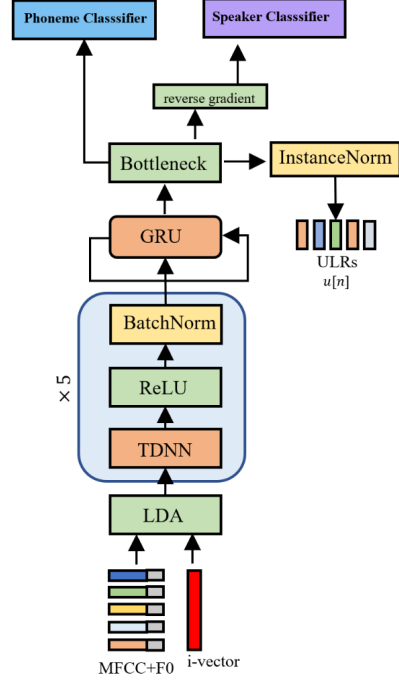 Phoneme Classsifier
Speaker Classsifier
reverse gradient
Bottleneck
InstanceNorm
GRU
ULRs
u[n]
BatchNorm
×5
ReLU
TDNN
LDA
MFCC+F0
i-vector